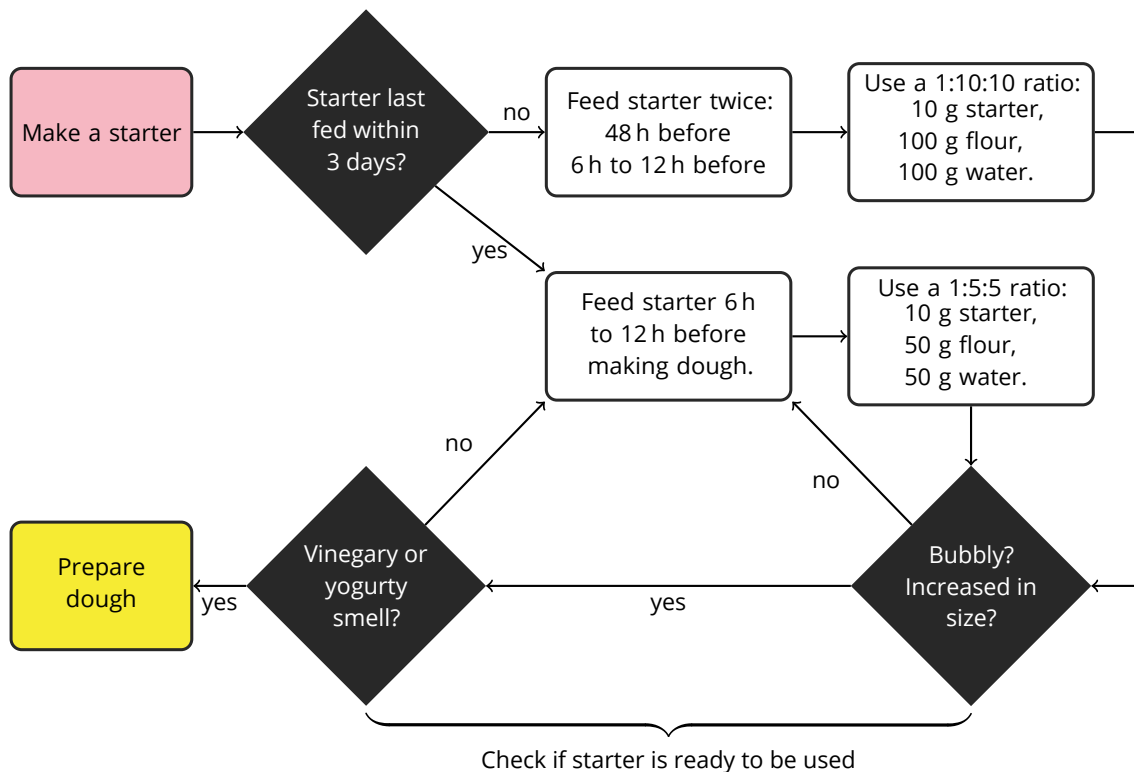 Make a starter
Starter last
fed within
3 days?
no
Feed starter twice:
48 h before
6 h to 12 h before
Use a 1:10:10 ratio:
10 g starter,
100 g flour,
100 g water.
yes
Feed starter 6 h
to 12 h before
making dough.
Use a 1:5:5 ratio:
10 g starter,
50 g flour,
50 g water.
no
no
Prepare
dough
yes
Vinegary or
yogurty
smell?
yes
Bubbly?
Increased in
size?
Check if starter is ready to be used